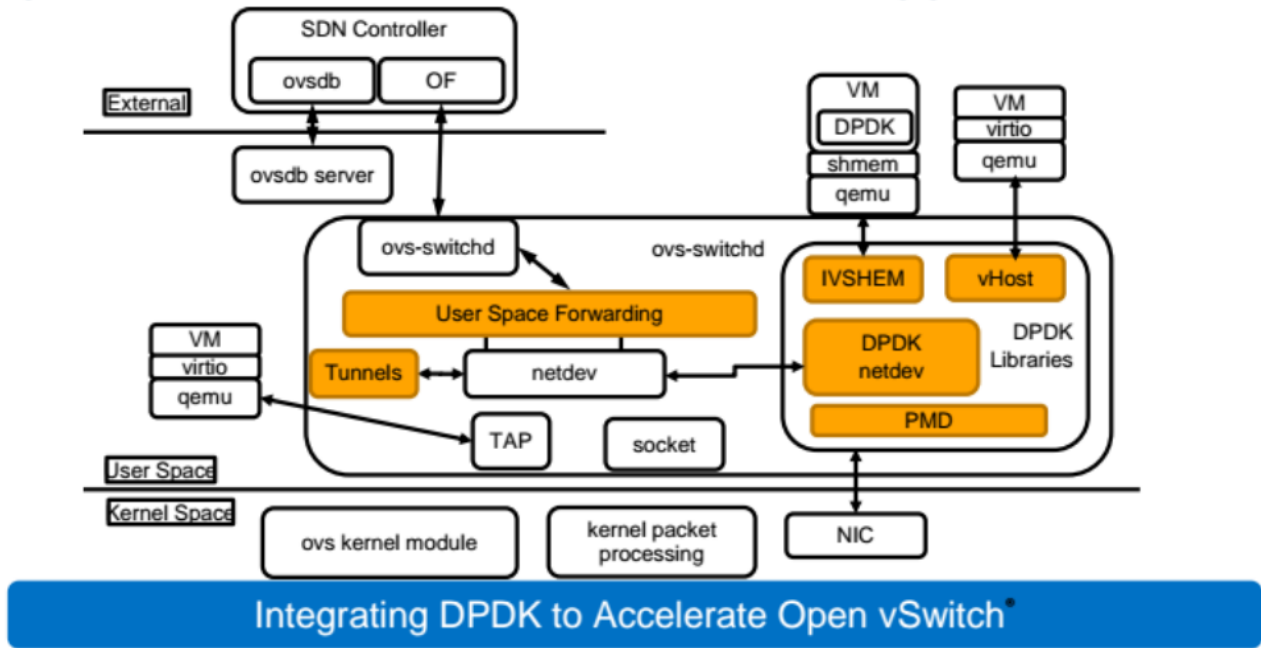 SDN Controller
ovsdb
OF
External
ovsdb server
VM
DPDK
shmem
qemu
VM
virtio
qemu
ovs-switchd
ovs-switchd
IVSHEM
vHost
User Space Forwarding
DPDK
Libraries
DPDK
netdev
VM
virtio
qemu
Tunnels
netdev
PMD
TAP
socket
User Space
Kernel Space
ovs kernel module
kernel packet
processing
NIC
Integrating DPDK to Accelerate Open vSwitch*